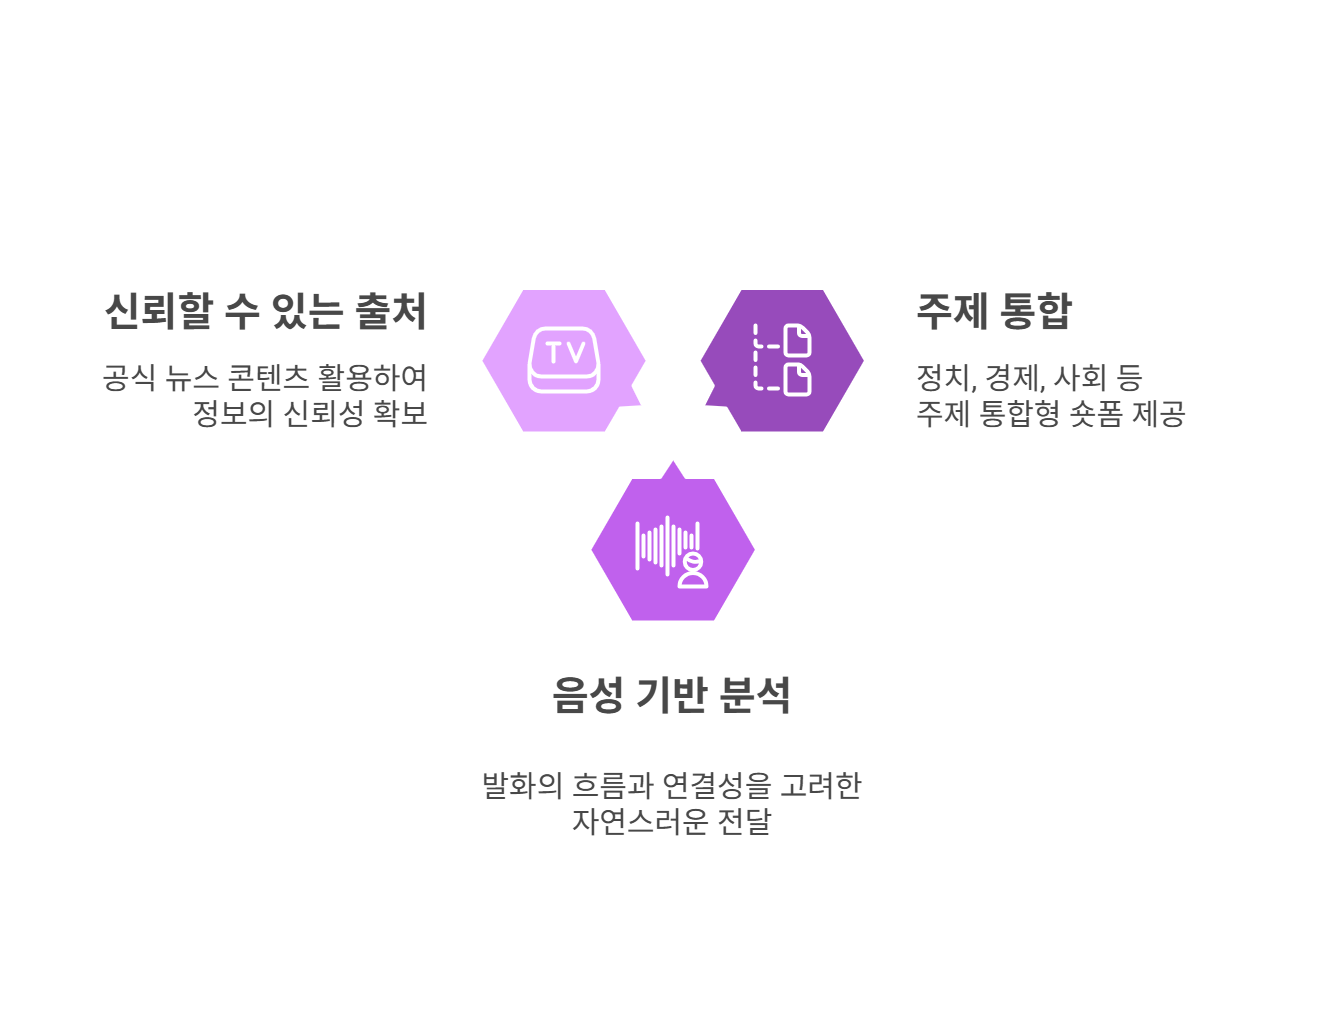 신뢰할 수 있는 출처
공식 뉴스 콘텐츠 활용하여
정보의 신뢰성 확보
TV
주제 통합
정치, 경제, 사회 등
주제 통합형 숏폼 제공
음성 기반 분석
발화의 흐름과 연결성을 고려한
자연스러운 전달